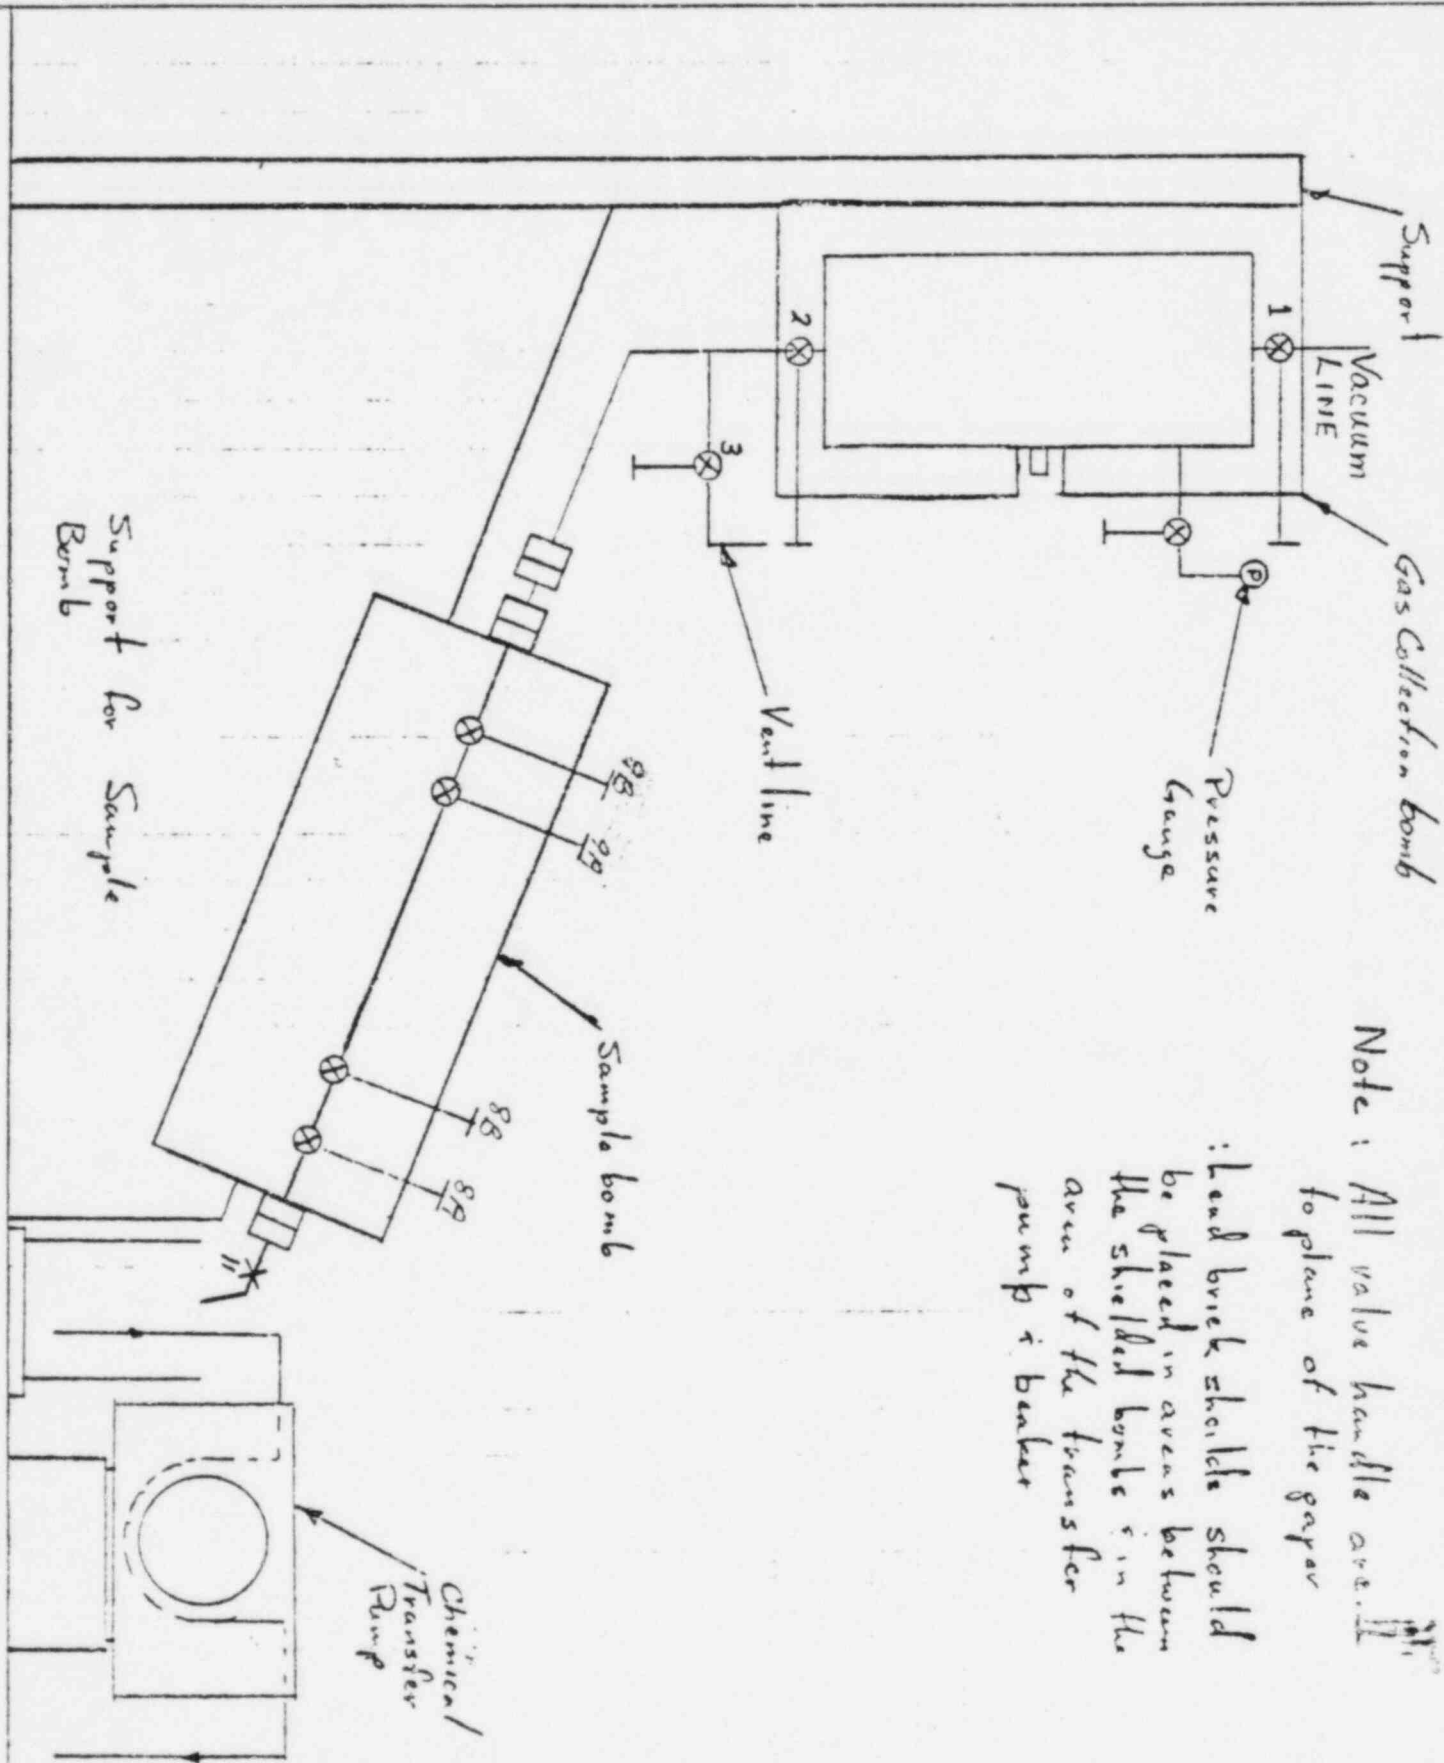 Support
Vacuum
LINE
1
2
3
Gas Collection bomb
P
Pressure
Gauge
Vent line
9B
9A
Sample bomb
8B
8A
11
Support for Sample
Bomb
Chemical
Transfer
Pump
Note : All value handle are
to plane of the paper
: Lead brick sheilds should
be placed in areas between
the shielded bombs & in the
area of the transfer
pump & beaker